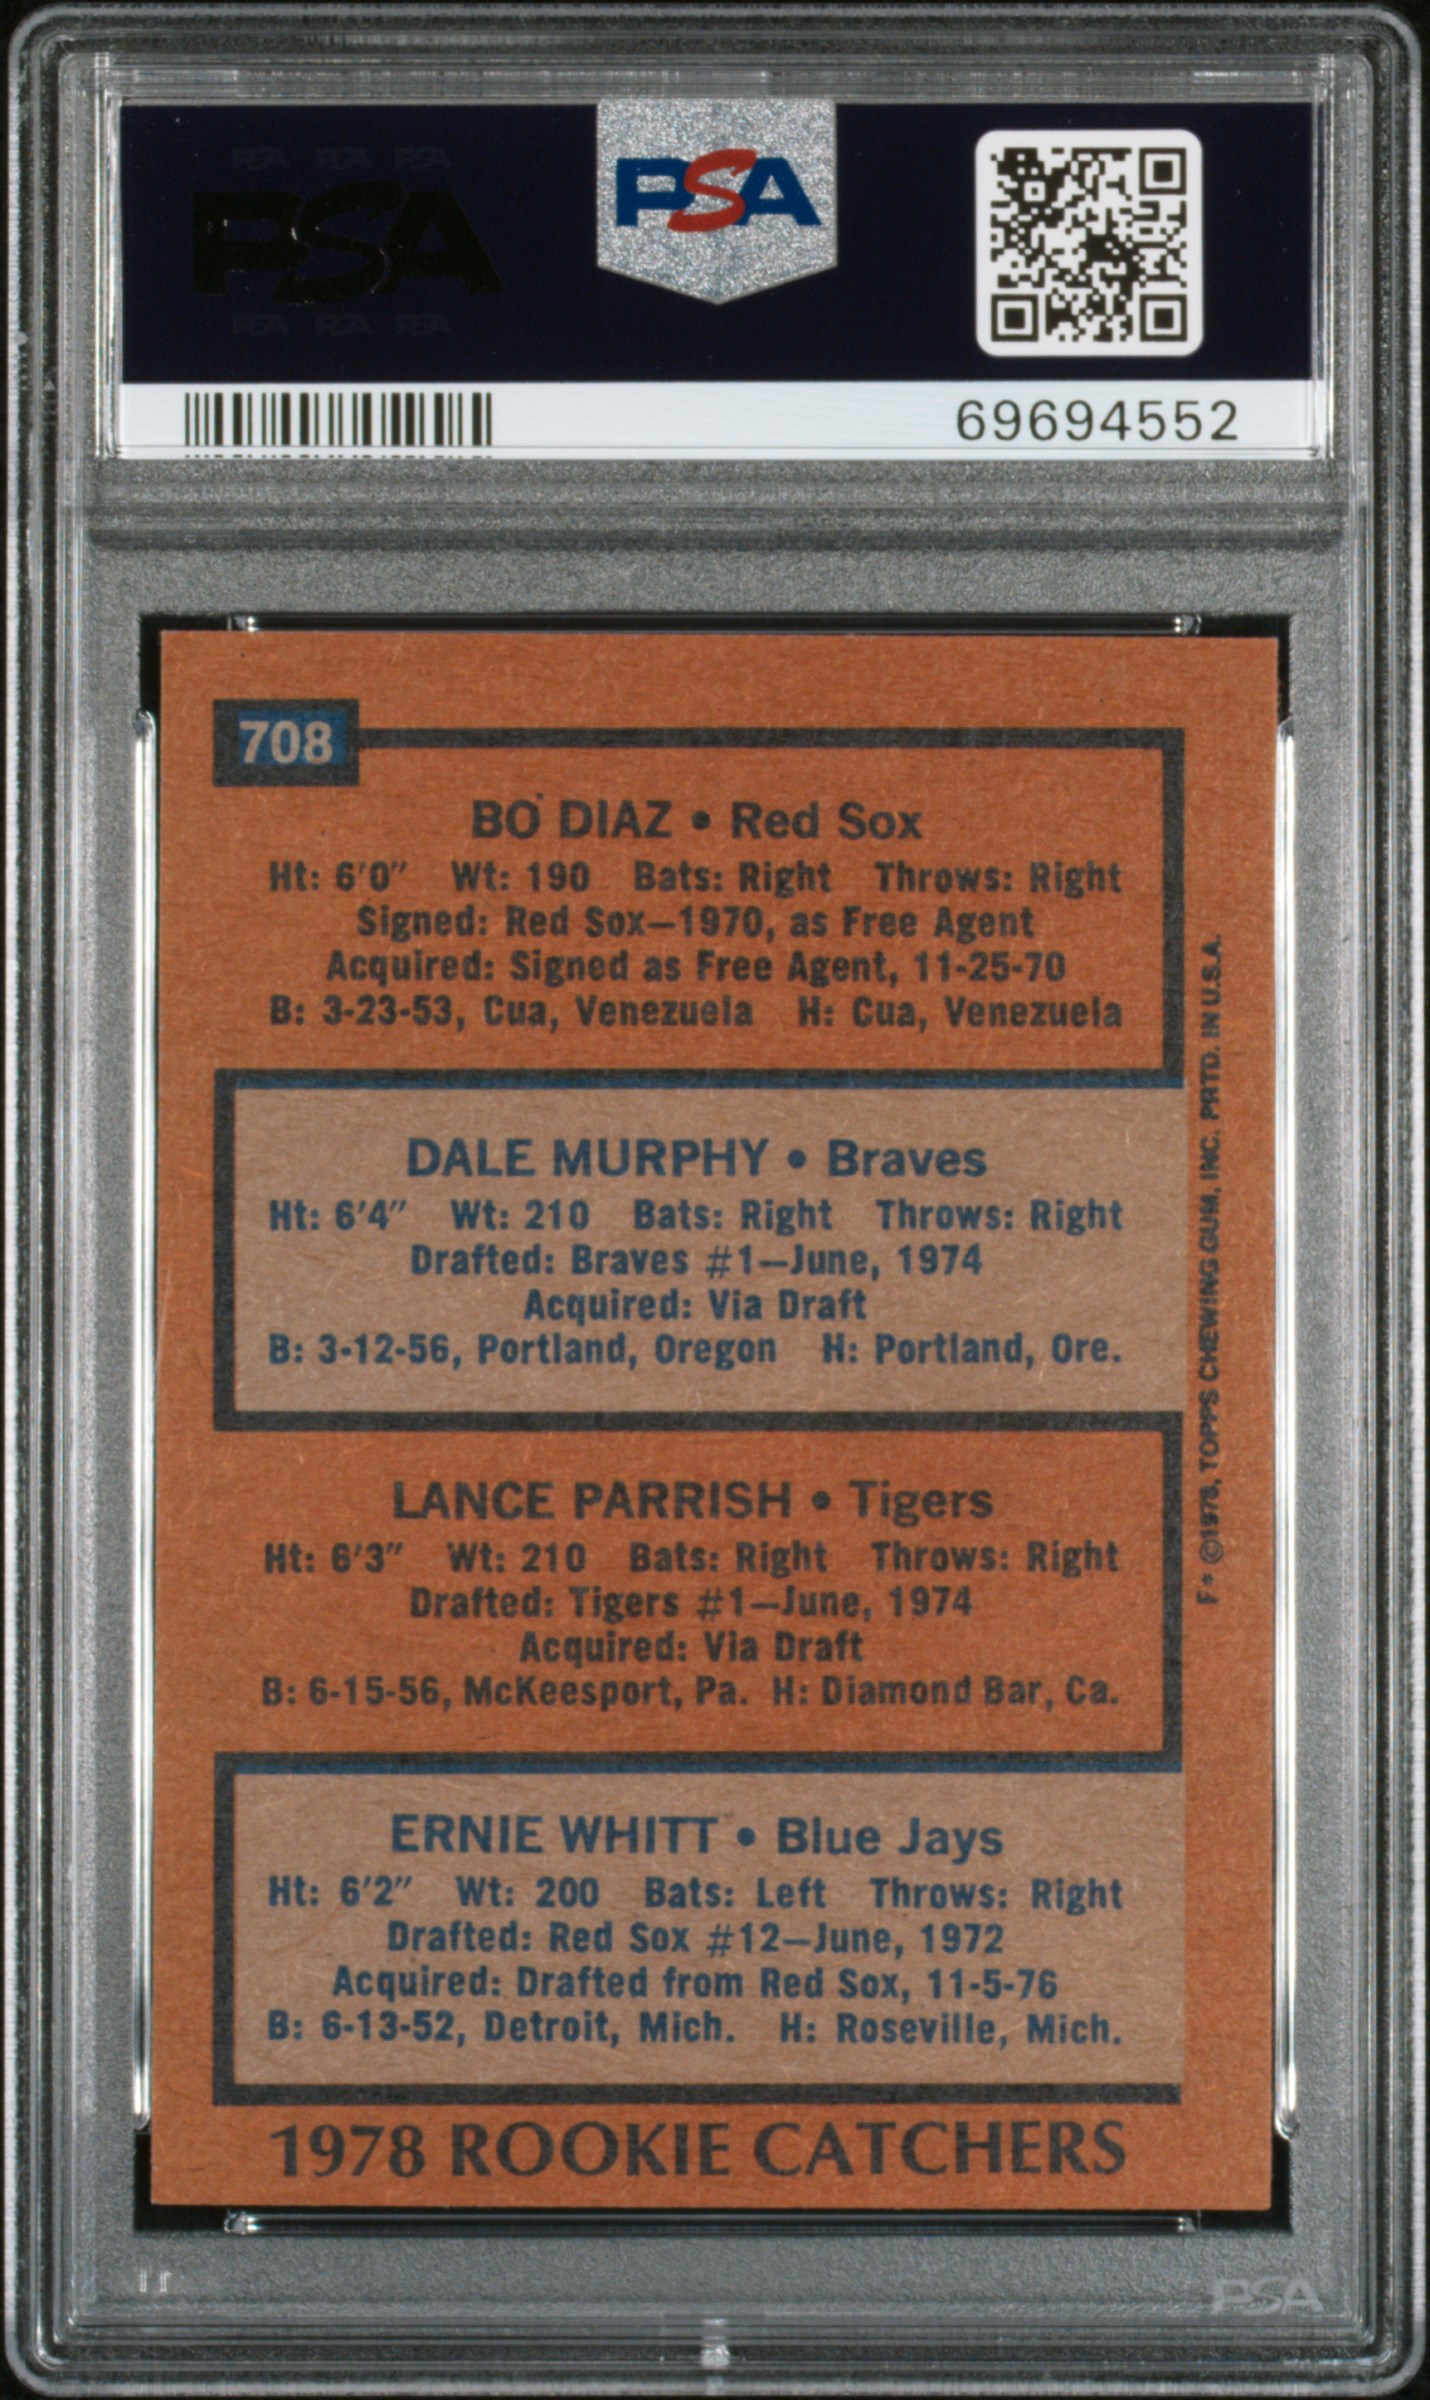 PSA PSA PSA
PSA
PSA PSA PSA
PSA
69694552
708
BO DIAZ • Red Sox
Ht: 6'0" Wt: 190 Bats: Right Throws: Right
Signed: Red Sox—1970, as Free Agent
Acquired: Signed as Free Agent, 11-25-70
B: 3-23-53, Cua, Venezuela H: Cua, Venezuela
DALE MURPHY • Braves
Ht: 6'4" Wt: 210 Bats: Right Throws: Right
Drafted: Braves #1—June, 1974
Acquired: Via Draft
B: 3-12-56, Portland, Oregon H: Portland, Ore.
LANCE PARRISH • Tigers
Ht: 6'3" Wt: 210 Bats: Right Throws: Right
Drafted: Tigers #1—June, 1974
Acquired: Via Draft
B: 6-15-56, McKeesport, Pa. H: Diamond Bar, Ca.
ERNIE WHITT • Blue Jays
Ht: 6'2" Wt: 200 Bats: Left Throws: Right
Drafted: Red Sox #12—June, 1972
Acquired: Drafted from Red Sox, 11-5-76
B: 6-13-52, Detroit, Mich. H: Roseville, Mich.
1978 ROOKIE CATCHERS
F* ©1978, TOPPS CHEWING GUM, INC. PRTD. IN U.S.A.
PSA